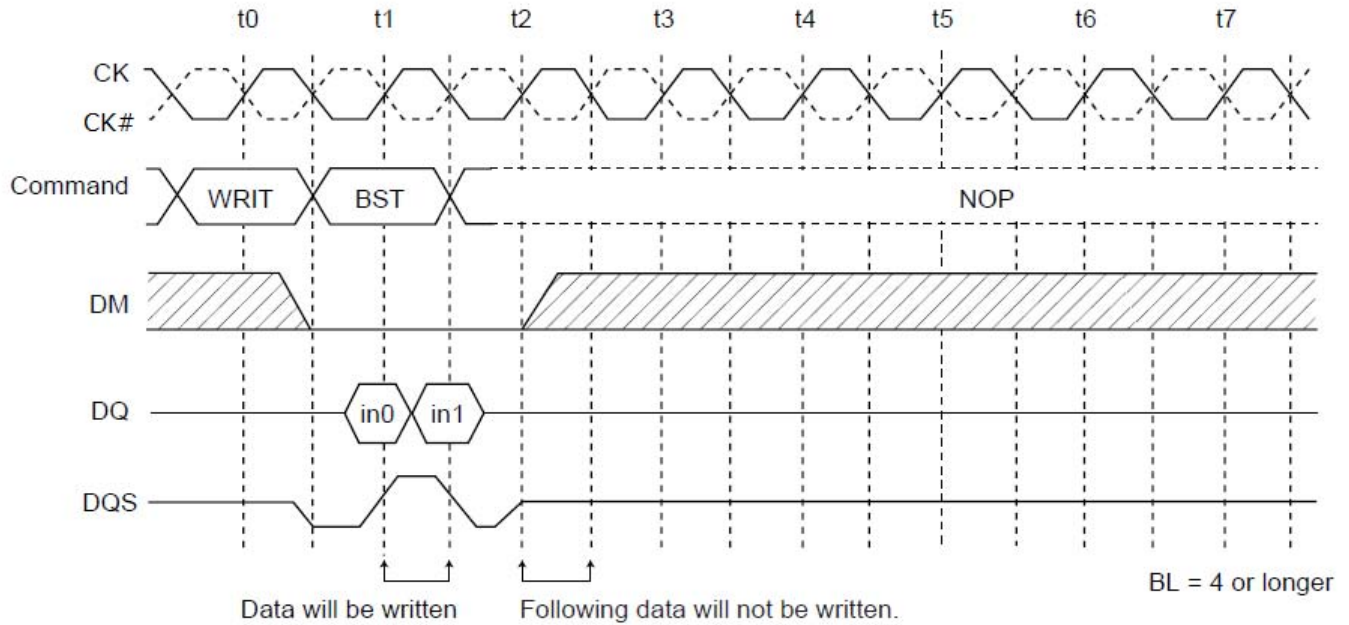 t0 t1 t2 t3 t4 t5 t6 t7
CK
CK#
Command WRIT BST NOP
DM
DQ in0 in1
DQS
BL = 4 or longer
Data will be written Following data will not be written.